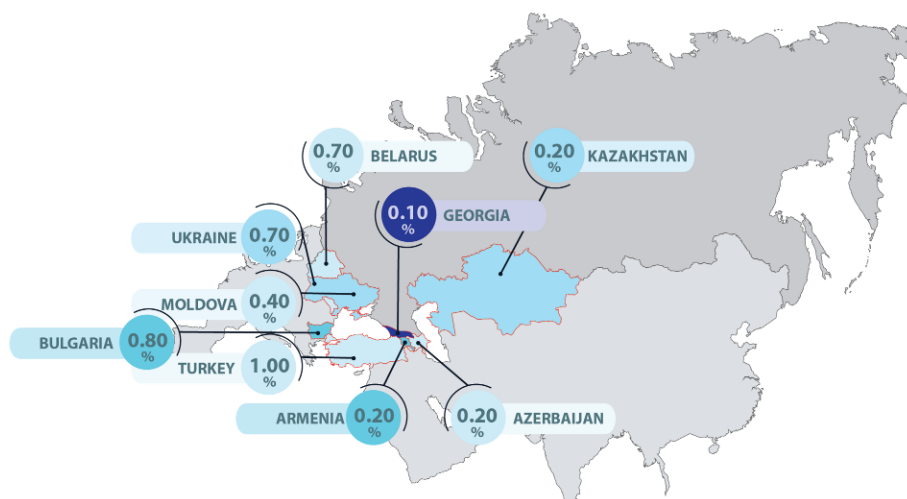 0.70
%
BELARUS
0.20
%
KAZAKHSTAN
0.10
%
GEORGIA
UKRAINE
0.70
%
MOLDOVA
0.40
%
BULGARIA
0.80
%
TURKEY
1.00
%
ARMENIA
0.20
%
0.20
%
AZERBAIJAN